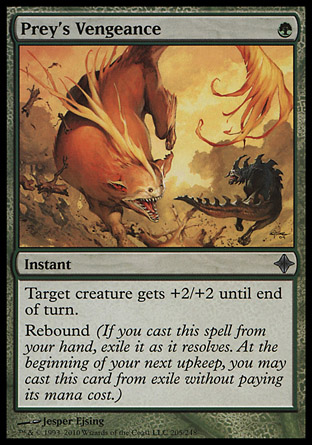 Prey's Vengeance
Instant
Target creature gets +2/+2 until end
of turn.
Rebound (If you cast this spell from
your hand, exile it as it resolves. At the
beginning of your next upkeep, you may
cast this card from exile without paying
its mana cost.)
Jesper Ejsing
™ & © 1993–2010 Wizards of the Coast LLC 205/248